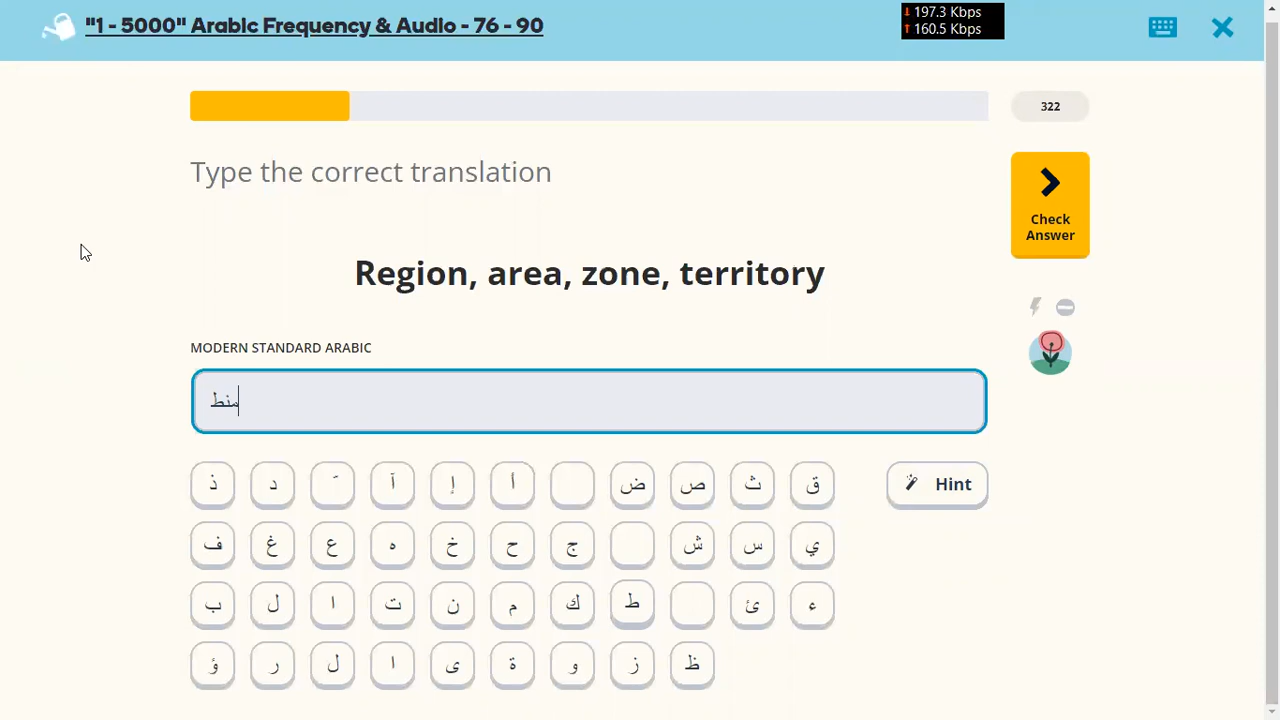 "1 - 5000" Arabic Frequency & Audio - 76 - 90
197.3 Kbps
160.5 Kbps
322
Type the correct translation
Check
Answer
Region, area, zone, territory
MODERN STANDARD ARABIC
منط
ذ د َ آ إ أ ض ص ث ق
Hint
ف غ ع ه خ ح ج ش س ي
ب ل ا ت ن م ك ط ئ ء
ؤ ر ل ا ى ة و ز ظ